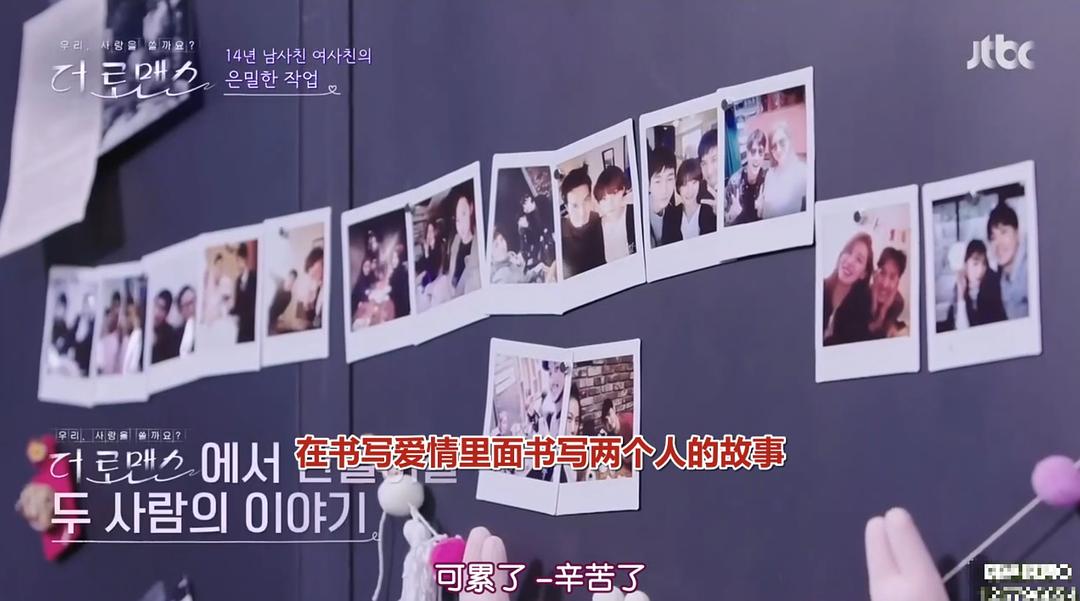 우리, 사랑을 쓸까요?
더 로맨스
14년 남사친 여사친의
은밀한 작업
jtbc
우리, 사랑을 쓸까요?
더 로맨스 에서
두 사람의 이야기
在书写爱情里面书写两个人的故事
可累了 -辛苦了